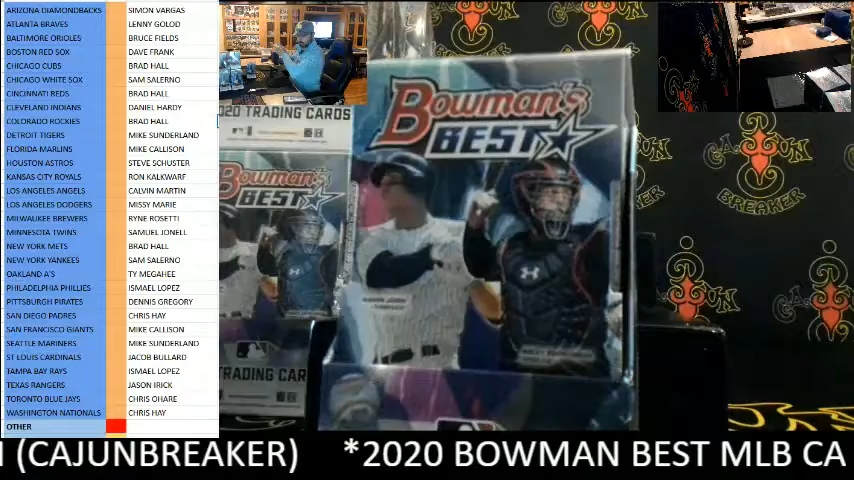 ARIZONA DIAMONDBACKS SIMON VARGAS
ATLANTA BRAVES LENNY GOLOD
BALTIMORE ORIOLES BRUCE FIELDS
BOSTON RED SOX DAVE FRANK
CHICAGO CUBS BRAD HALL
CHICAGO WHITE SOX SAM SALERNO
CINCINNATI REDS BRAD HALL
CLEVELAND INDIANS DANIEL HARDY
COLORADO ROCKIES BRAD HALL
DETROIT TIGERS MIKE SUNDERLAND
FLORIDA MARLINS MIKE CALLISON
HOUSTON ASTROS STEVE SCHUSTER
KANSAS CITY ROYALS RON KALKWARF
LOS ANGELES ANGELS CALVIN MARTIN
LOS ANGELES DODGERS MISSY MARIE
MILWAUKEE BREWERS RYNE ROSETTI
MINNESOTA TWINS SAMUEL JONELL
NEW YORK METS BRAD HALL
NEW YORK YANKEES SAM SALERNO
OAKLAND A'S TY MEGAHEE
PHILADELPHIA PHILLIES ISMAEL LOPEZ
PITTSBURGH PIRATES DENNIS GREGORY
SAN DIEGO PADRES CHRIS HAY
SAN FRANCISCO GIANTS MIKE CALLISON
SEATTLE MARINERS MIKE SUNDERLAND
ST LOUIS CARDINALS JACOB BULLARD
TAMPA BAY RAYS ISMAEL LOPEZ
TEXAS RANGERS JASON IRICK
TORONTO BLUE JAYS CHRIS OHARE
WASHINGTON NATIONALS CHRIS HAY
OTHER
020 TRADING CARDS
Bowman's
BEST
TRADING CAR
Bowman's
BEST
CAJUN
BREAKER
BREAKER
(CAJUNBREAKER) *2020 BOWMAN BEST MLB CA